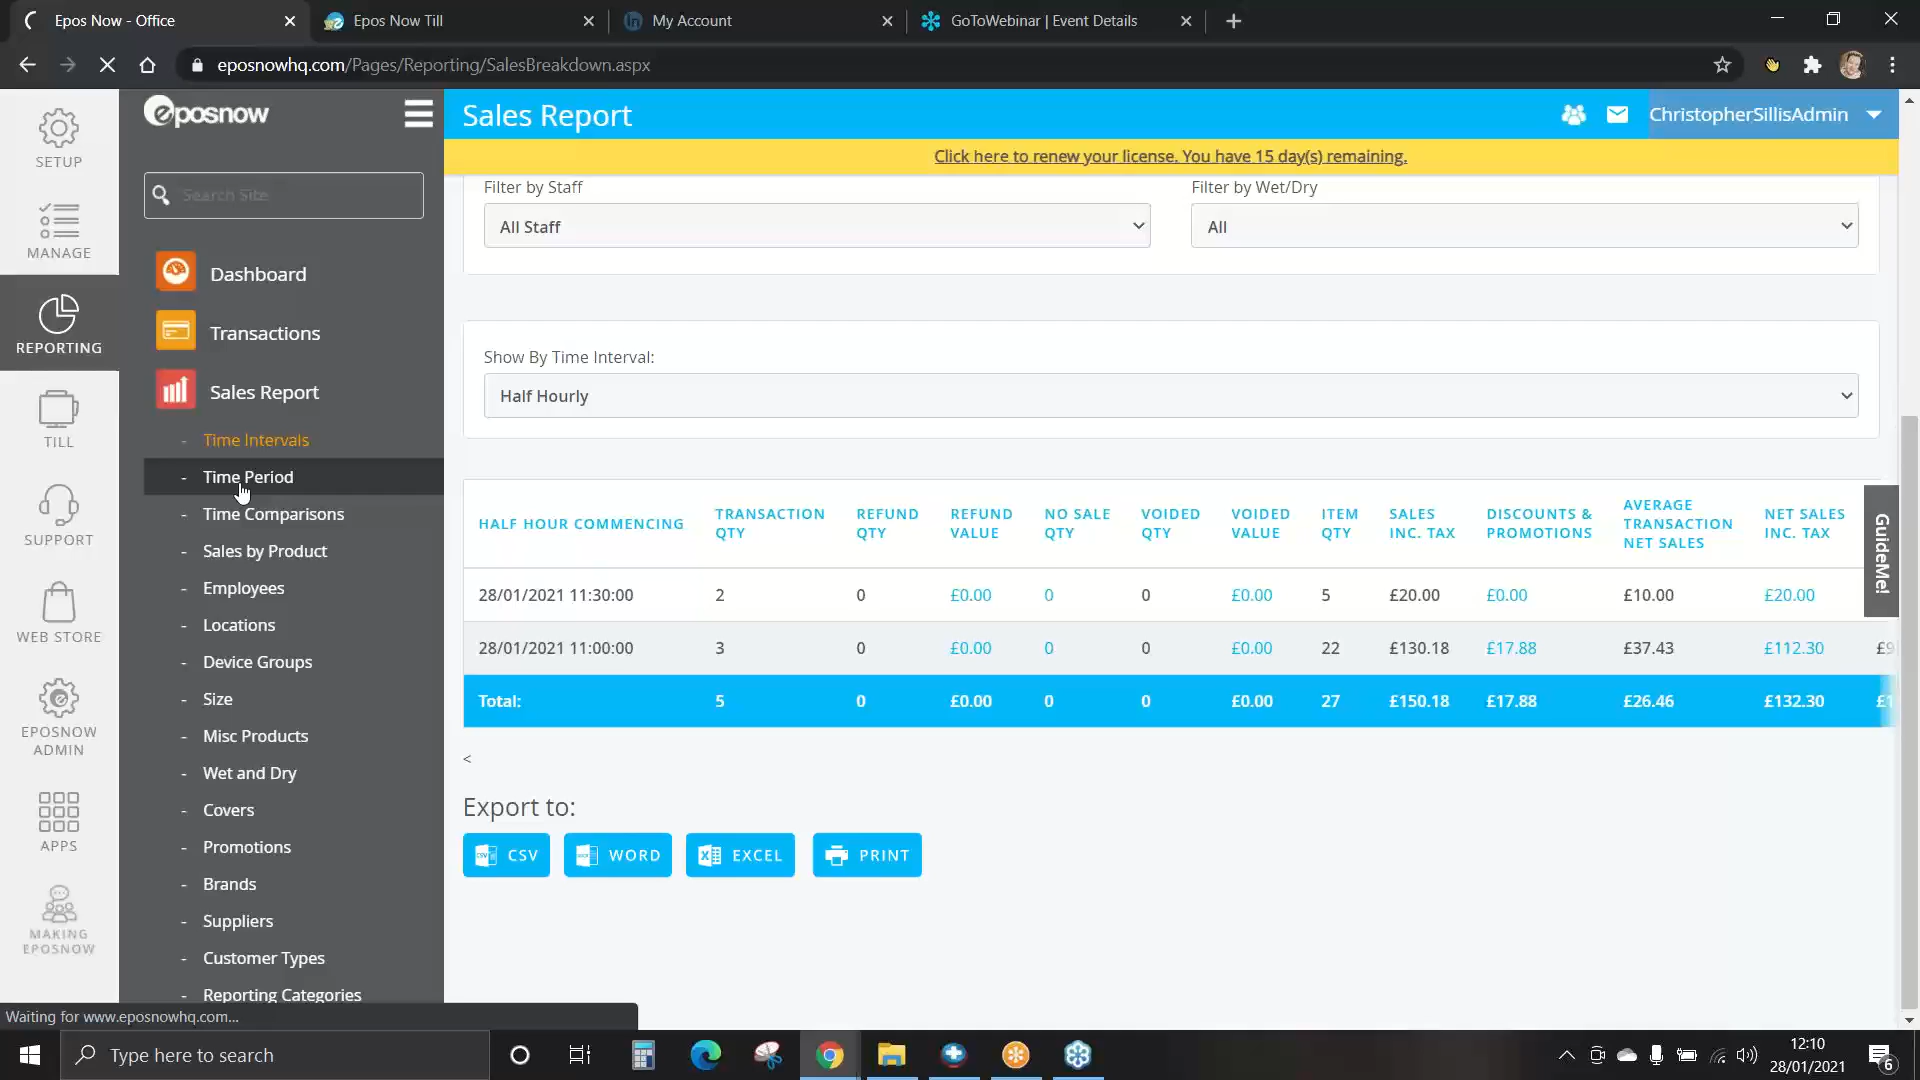 Epos Now - Office
Epos Now Till
My Account
GoToWebinar | Event Details
eposnowhq.com/Pages/Reporting/SalesBreakdown.aspx
SETUP
MANAGE
REPORTING
TILL
SUPPORT
WEB STORE
EPOSNOW
ADMIN
APPS
MAKING
EPOSNOW
eposnow
Search Site
Dashboard
Transactions
Sales Report
- Time Intervals
- Time Period
- Time Comparisons
- Sales by Product
- Employees
- Locations
- Device Groups
- Size
- Misc Products
- Wet and Dry
- Covers
- Promotions
- Brands
- Suppliers
- Customer Types
- Reporting Categories
Sales Report
ChristopherSillisAdmin
Click here to renew your license. You have 15 day(s) remaining.
Filter by Staff
All Staff
Filter by Wet/Dry
All
Show By Time Interval:
Half Hourly
HALF HOUR COMMENCING TRANSACTION QTY REFUND QTY REFUND VALUE NO SALE QTY VOIDED QTY VOIDED VALUE ITEM QTY SALES INC. TAX DISCOUNTS & PROMOTIONS AVERAGE TRANSACTION NET SALES NET SALES INC. TAX
28/01/2021 11:30:00 2 0 £0.00 0 0 £0.00 5 £20.00 £0.00 £10.00 £20.00
28/01/2021 11:00:00 3 0 £0.00 0 0 £0.00 22 £130.18 £17.88 £37.43 £112.30 £9
Total: 5 0 £0.00 0 0 £0.00 27 £150.18 £17.88 £26.46 £132.30 £1
<
GuideMe!
Export to:
CSV
WORD
EXCEL
PRINT
Waiting for www.eposnowhq.com...
Type here to search
12:10
28/01/2021
6